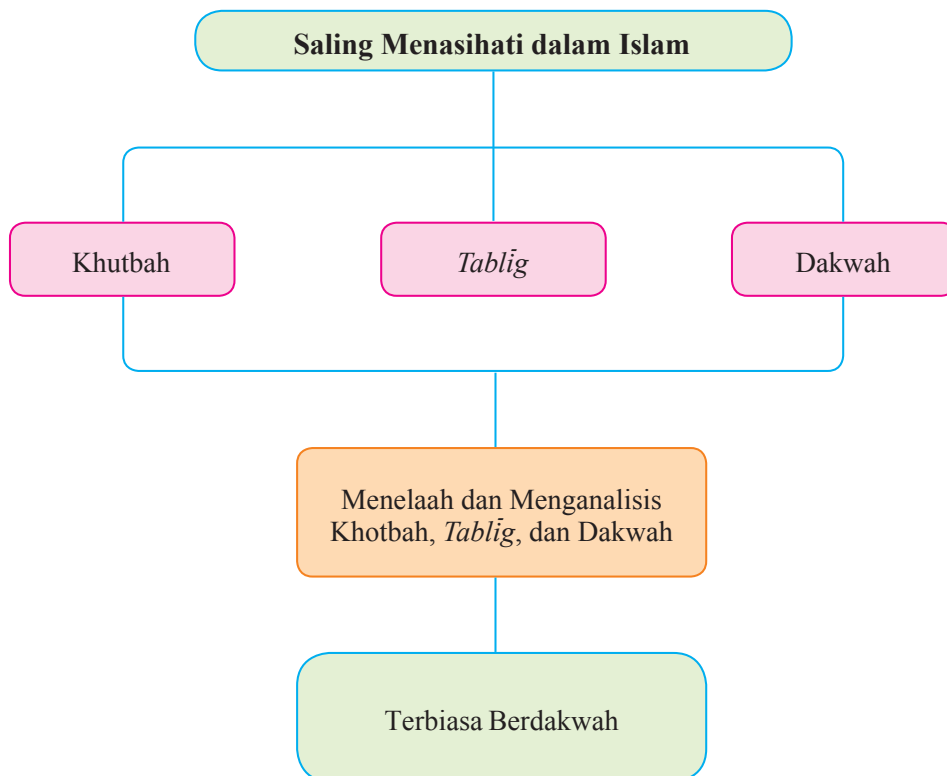 Saling Menasihati dalam Islam
Khutbah
Tablīg
Dakwah
Menelaah dan Menganalisis
Khotbah, Tablīg, dan Dakwah
Terbiasa Berdakwah